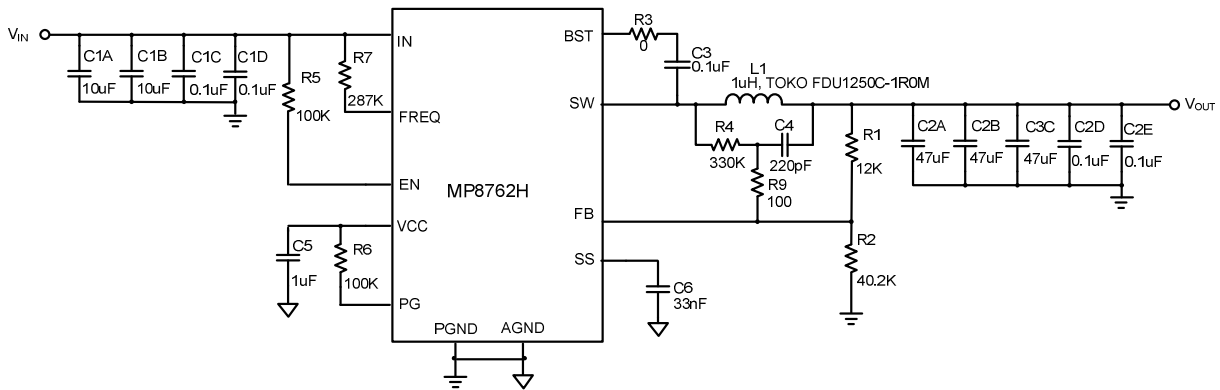 VIN
C1A
10uF
C1B
10uF
C1C
0.1uF
C1D
0.1uF
R5
100K
R7
287K
IN
FREQ
EN
VCC
PG
MP8762H
PGND
AGND
BST
SW
FB
SS
C5
1uF
R6
100K
R3
0
C3
0.1uF
L1
1uH, TOKO FDU1250C-1R0M
R4
330K
C4
220pF
R9
100
R1
12K
R2
40.2K
C6
33nF
C2A
47uF
C2B
47uF
C3C
47uF
C2D
0.1uF
C2E
0.1uF
VOUT